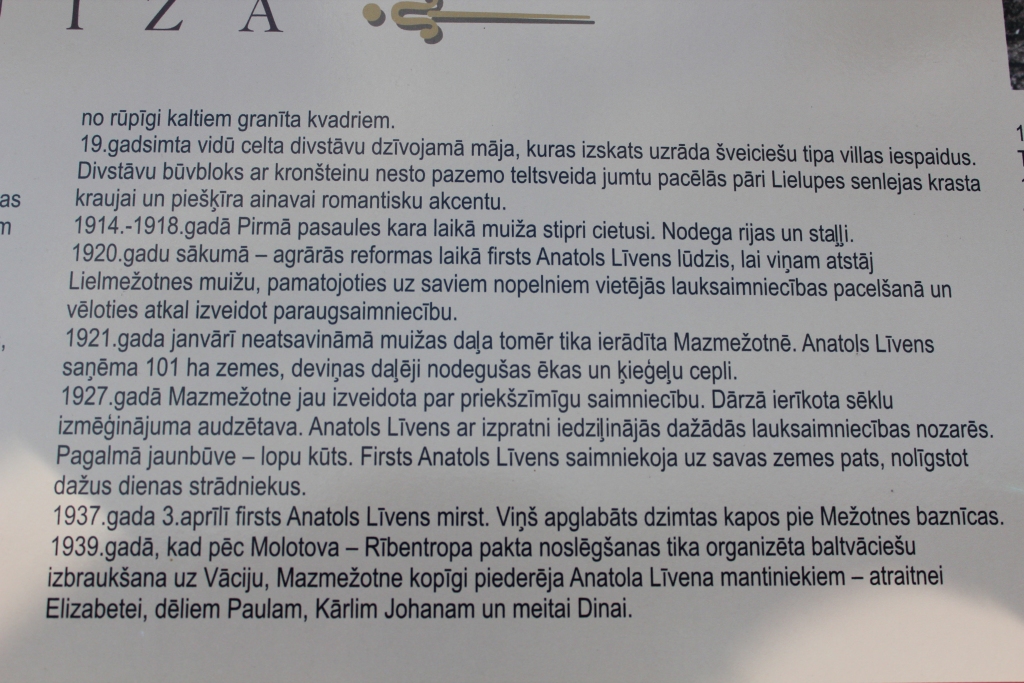 I Z A
no rūpīgi kaltiem granīta kvadriem.
19.gadsimta vidū celta divstāvu dzīvojamā māja, kuras izskats uzrāda šveiciešu tipa villas iespaidus.
Divstāvu būvbloks ar kronšteinu nesto pazemo teltsveida jumtu pacēlās pāri Lielupes senlejas krasta
kraujai un piešķīra ainavai romantisku akcentu.
1914.-1918.gadā Pirmā pasaules kara laikā muiža stipri cietusi. Nodega rijas un staļļi.
1920.gadu sākumā – agrārās reformas laikā firsts Anatols Līvens lūdzis, lai viņam atstāj
Lielmežotnes muižu, pamatojoties uz saviem nopelniem vietējās lauksaimniecības pacelšanā un
vēloties atkal izveidot paraugsaimniecību.
1921.gada janvārī neatsavināmā muižas daļa tomēr tika ierādīta Mazmežotnē. Anatols Līvens
saņēma 101 ha zemes, deviņas daļēji nodegušas ēkas un ķieģeļu cepli.
1927.gadā Mazmežotne jau izveidota par priekšzīmīgu saimniecību. Dārzā ierīkota sēklu
izmēģinājuma audzētava. Anatols Līvens ar izpratni iedziļinājās dažādās lauksaimniecības nozarēs.
Pagalmā jaunbūve – lopu kūts. Firsts Anatols Līvens saimniekoja uz savas zemes pats, nolīgstot
dažus dienas strādniekus.
1937.gada 3.aprīlī firsts Anatols Līvens mirst. Viņš apglabāts dzimtas kapos pie Mežotnes baznīcas.
1939.gadā, kad pēc Molotova – Rībentropa pakta noslēgšanas tika organizēta baltvāciešu
izbraukšana uz Vāciju, Mazmežotne kopīgi piederēja Anatola Līvena mantiniekiem – atraitnei
Elizabetei, dēliem Paulam, Kārlim Johanam un meitai Dinai.